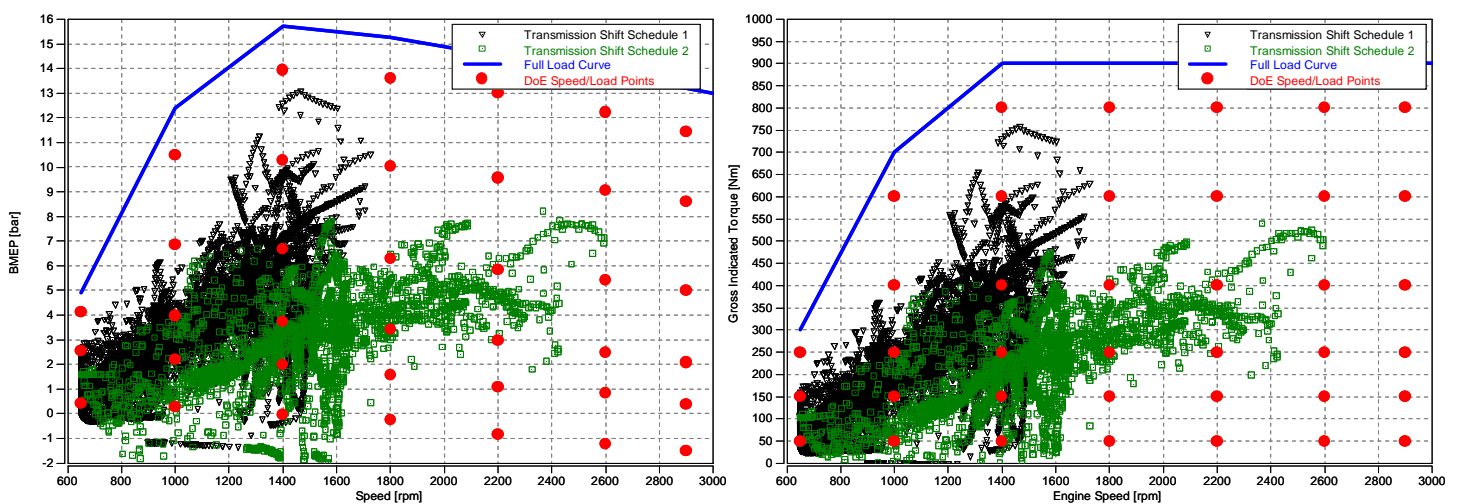 BMEP [bar]
16
15
14
13
12
11
10
9
8
7
6
5
4
3
2
1
0
-1
-2
600 800 1000 1200 1400 1600 1800 2000 2200 2400 2600 2800 3000
Speed [rpm]
Transmission Shift Schedule 1
Transmission Shift Schedule 2
Full Load Curve
DoE Speed/Load Points
Gross Indicated Torque [Nm]
1000
950
900
850
800
750
700
650
600
550
500
450
400
350
300
250
200
150
100
50
0
600 800 1000 1200 1400 1600 1800 2000 2200 2400 2600 2800 3000
Engine Speed [rpm]
Transmission Shift Schedule 1
Transmission Shift Schedule 2
Full Load Curve
DoE Speed/Load Points